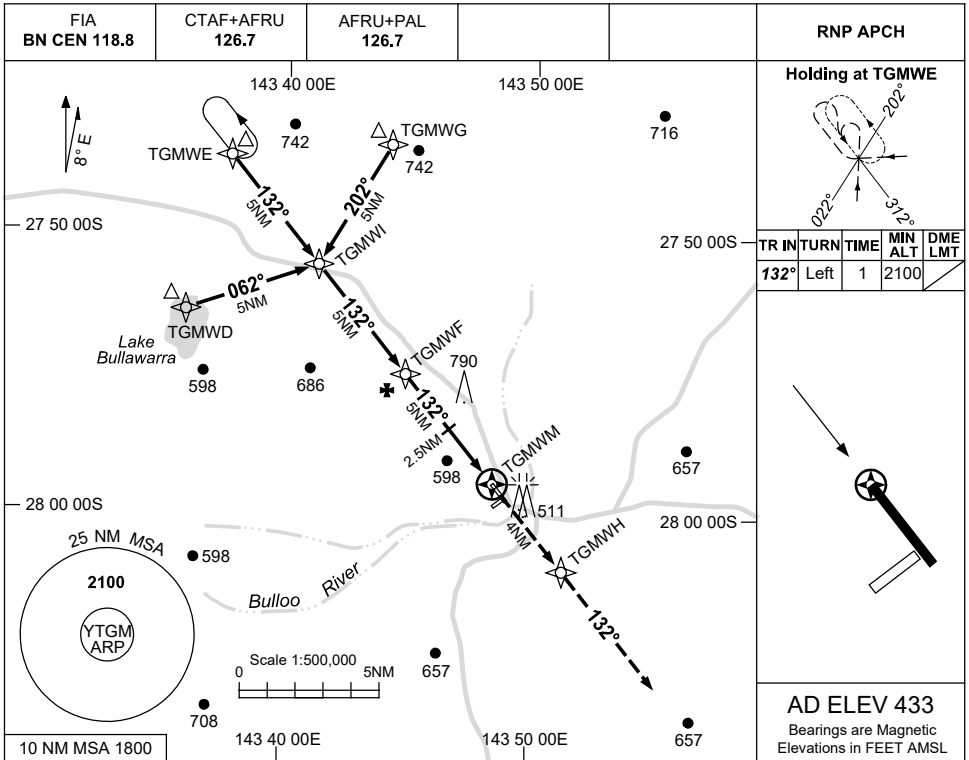 FIA
BN CEN 118.8
CTAF+AFRU
126.7
AFRU+PAL
126.7
RNP APCH
143 40 00E
143 50 00E
8° E
TGMWE
742
TGMWG
742
716
132°
5NM
202°
5NM
27 50 00S
27 50 00S
TGMWI
062°
5NM
TGMWD
Lake
Bullawarra
132°
5NM
TGMWF
790
598
686
132°
5NM
2.5NM
TGMWM
598
657
28 00 00S
28 00 00S
511
4NM
TGMWH
25 NM MSA
2100
YTGM
ARP
598
Bulloo River
132°
Scale 1:500,000
0 5NM
657
708
657
10 NM MSA 1800
143 40 00E
143 50 00E
Holding at TGMWE
202°
022°
312°
TR IN TURN TIME MIN ALT DME LMT
132° Left 1 2100
AD ELEV 433
Bearings are Magnetic
Elevations in FEET AMSL